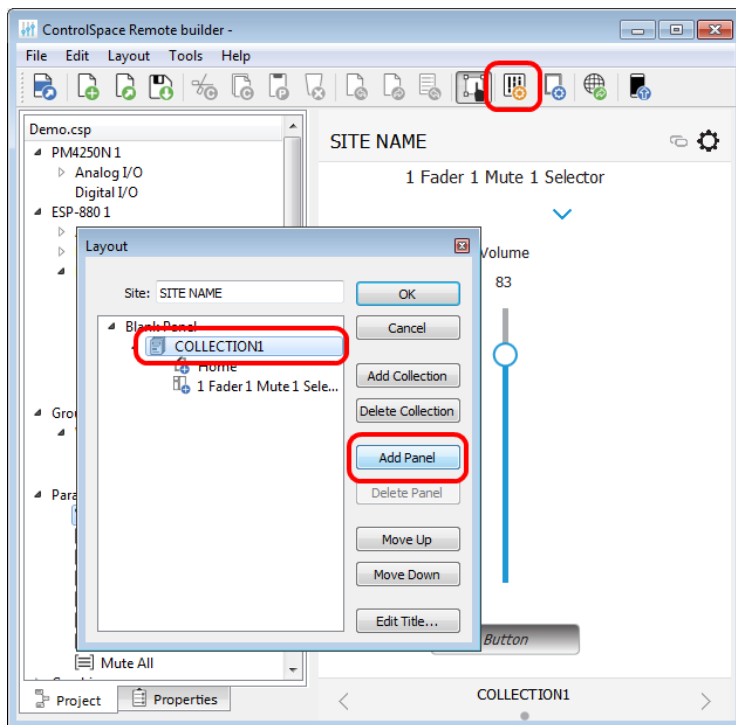 ControlSpace Remote builder -
File Edit Layout Tools Help
Demo.csp
PM4250N 1
Analog I/O
Digital I/O
ESP-880 1
SITE NAME
1 Fader 1 Mute 1 Selector
Volume
83
Layout
Site: SITE NAME
OK
Cancel
Add Collection
Delete Collection
Add Panel
Delete Panel
Move Up
Move Down
Edit Title...
Blank Panel
COLLECTION1
Home
1 Fader 1 Mute 1 Sele...
Grou
Para
Mute All
Button
Project Properties
COLLECTION1